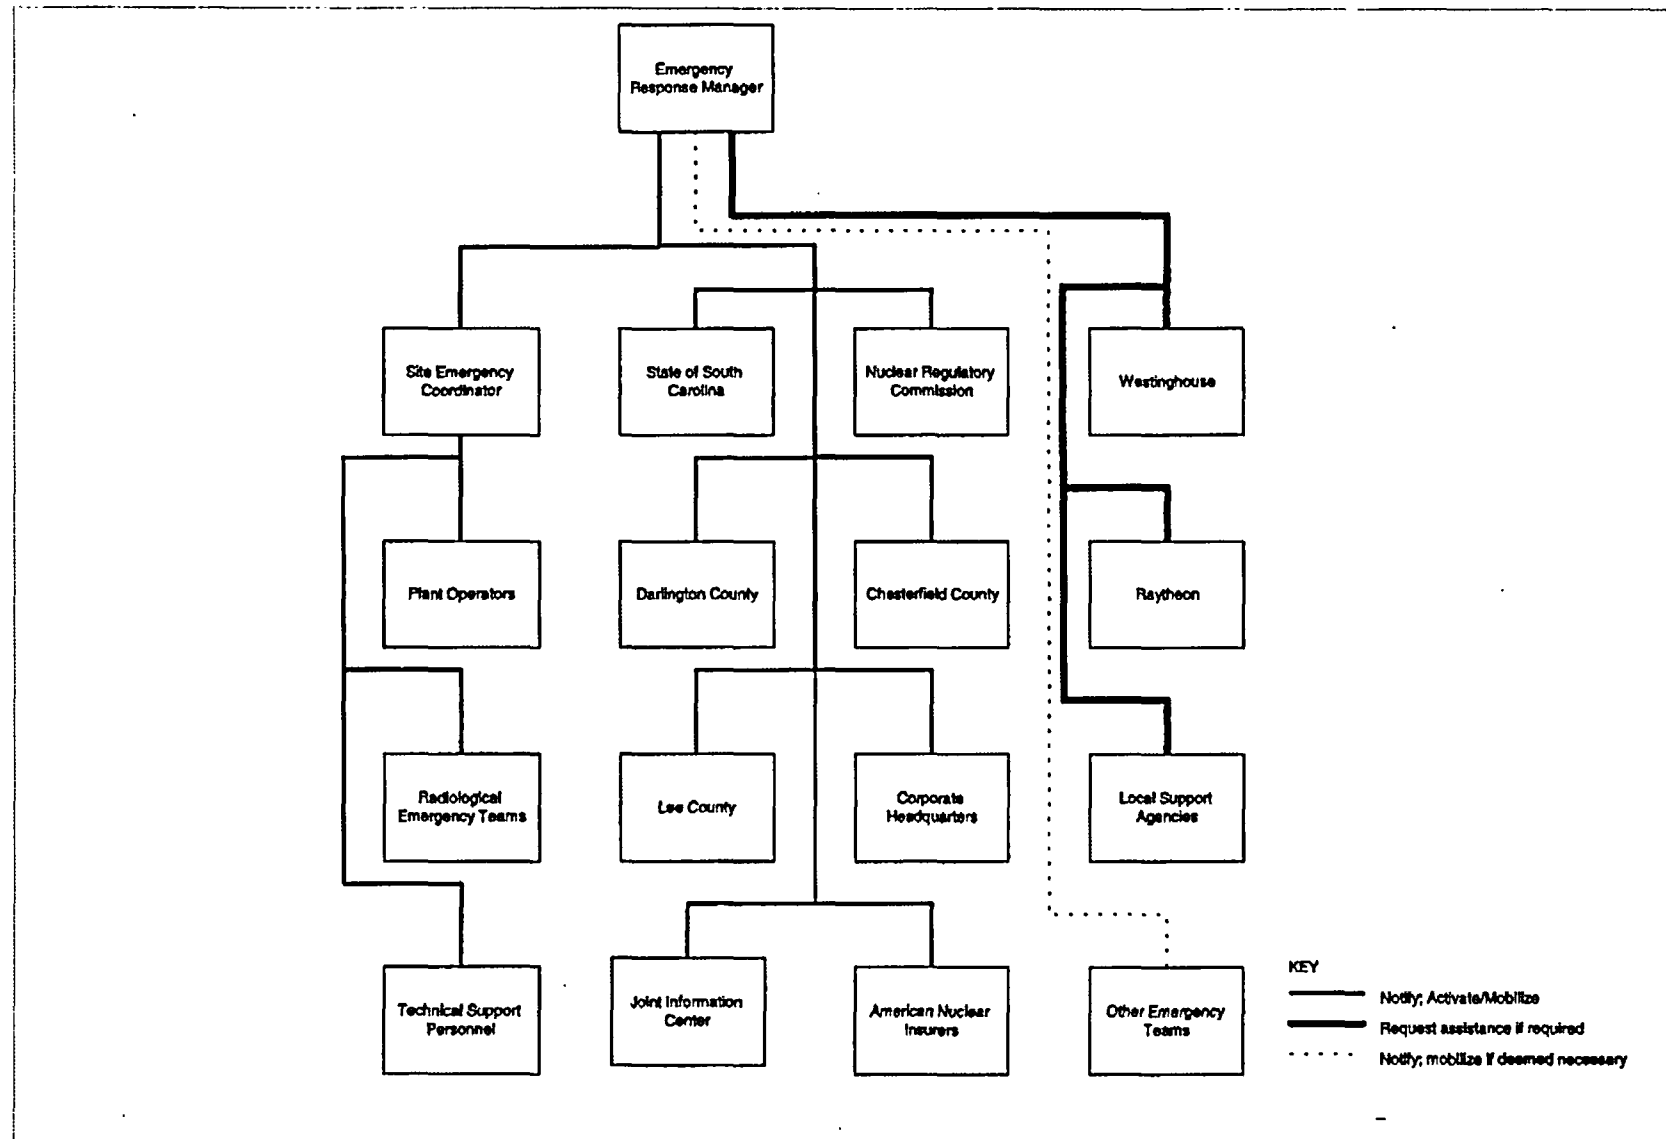 Emergency
Response Manager
Site Emergency
Coordinator
State of South
Carolina
Nuclear Regulatory
Commission
Westinghouse
Plant Operators
Darlington County
Chesterfield County
Raytheon
Radiological
Emergency Teams
Lee County
Corporate
Headquarters
Local Support
Agencies
Technical Support
Personnel
Joint Information
Center
American Nuclear
Insurers
Other Emergency
Teams
KEY
Notify; Activate/Mobilize
Request assistance if required
Notify; mobilize if deemed necessary